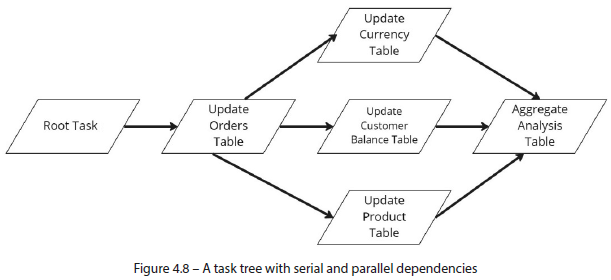 Root Task
Update
Orders
Table
Update
Currency
Table
Update
Customer
Balance Table
Update
Product
Table
Aggregate
Analysis
Table
Figure 4.8 – A task tree with serial and parallel dependencies